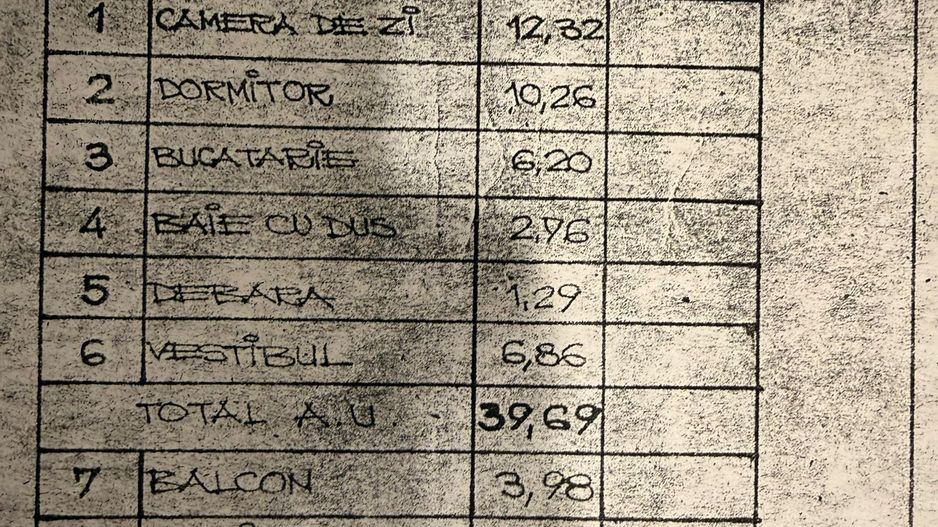 1 CAMERA DE ZI 12,32
2 DORMITOR 10,26
3 BUCATARIE 6,20
4 BAIE CU DUS 2,76
5 DEBARA 1,29
6 VESTIBUL 6,86
TOTAL A.U. 39,69
7 BALCON 3,98